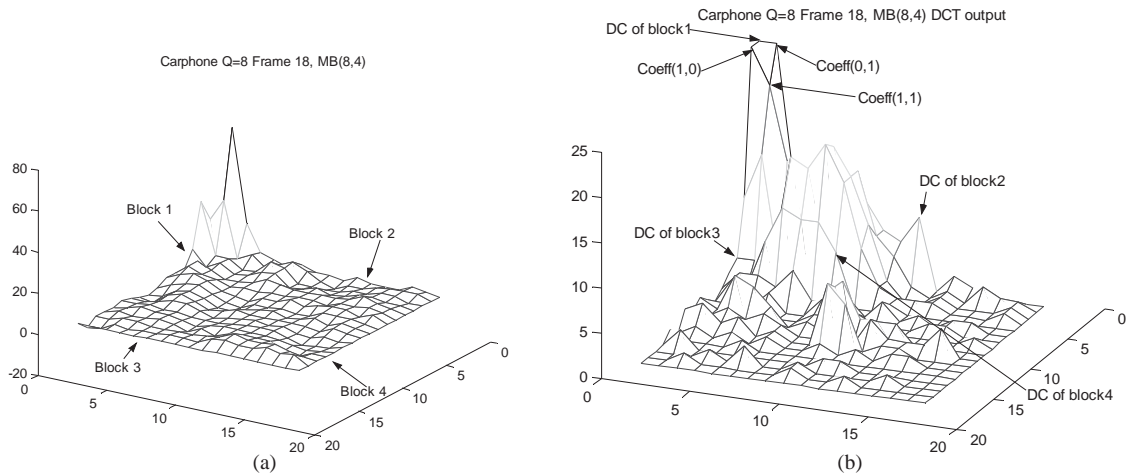 Carphone Q=8 Frame 18, MB(8,4)
80
60
40
20
0
-20
0
5
10
15
20
20
15
10
5
0
Block 1
Block 2
Block 3
Block 4
(a)
Carphone Q=8 Frame 18, MB(8,4) DCT output
DC of block1
Coeff(1,0)
Coeff(0,1)
Coeff(1,1)
DC of block2
DC of block3
DC of block4
25
20
15
10
5
0
0
5
10
15
20
20
15
10
5
0
(b)